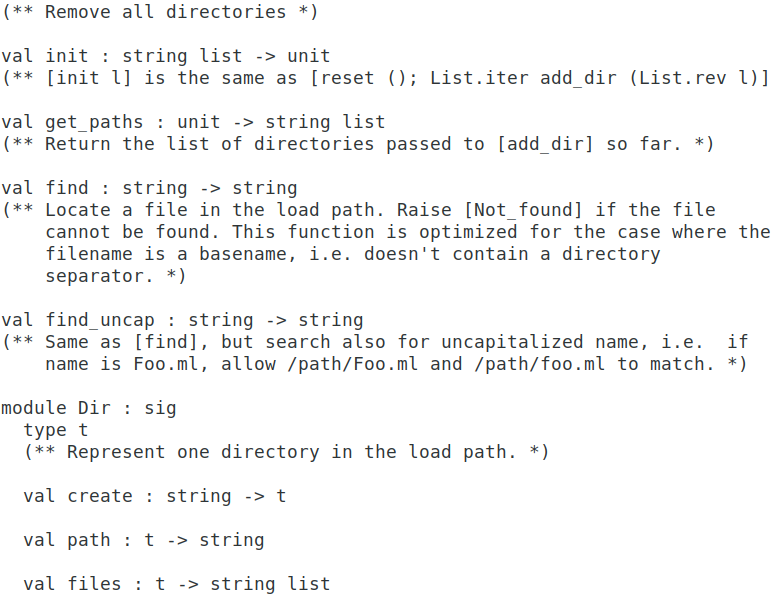 (** Remove all directories *)
val init : string list -> unit
(** [init l] is the same as [reset (); List.iter add_dir (List.rev l)]
val get_paths : unit -> string list
(** Return the list of directories passed to [add_dir] so far. *)
val find : string -> string
(** Locate a file in the load path. Raise [Not_found] if the file
cannot be found. This function is optimized for the case where the
filename is a basename, i.e. doesn't contain a directory
separator. *)
val find_uncap : string -> string
(** Same as [find], but search also for uncapitalized name, i.e.  if
name is Foo.ml, allow /path/Foo.ml and /path/foo.ml to match. *)
module Dir : sig
type t
(** Represent one directory in the load path. *)
val create : string -> t
val path : t -> string
val files : t -> string list